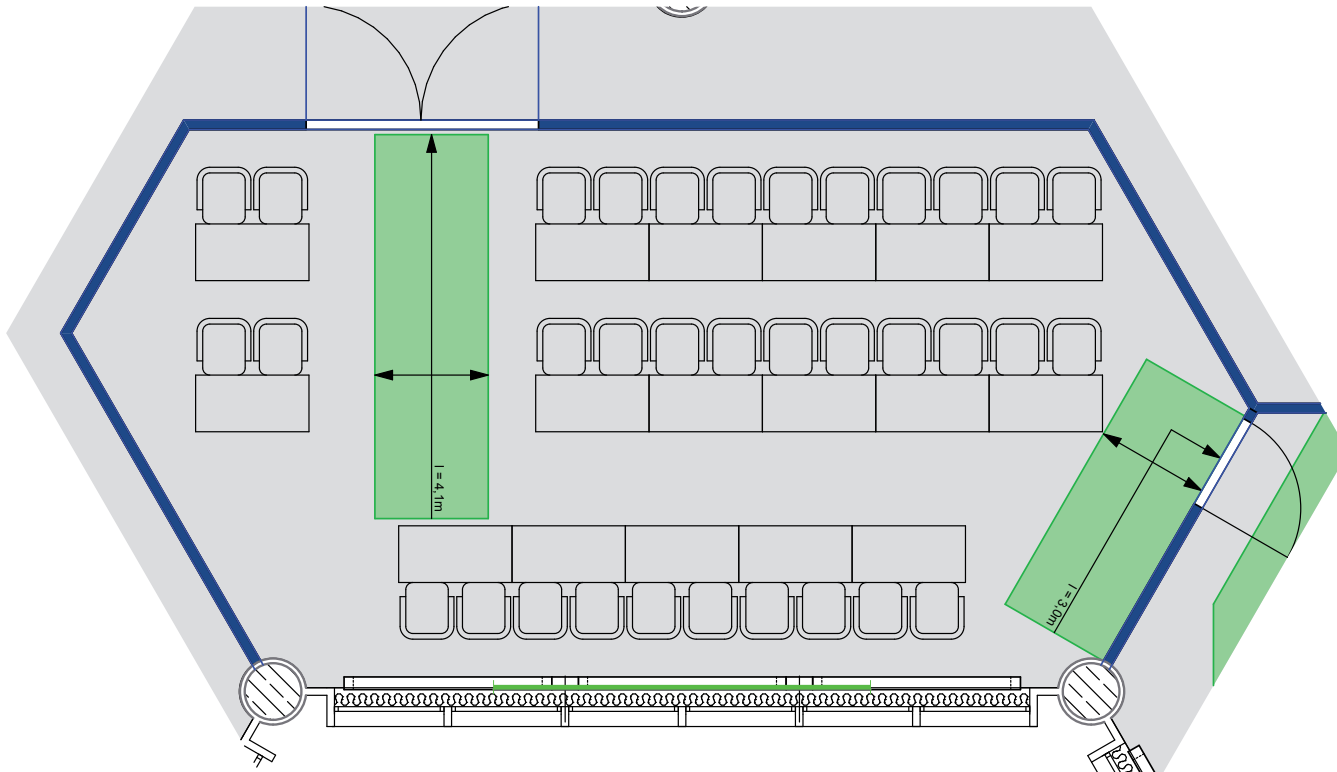 l = 4,1m
l = 3,0m